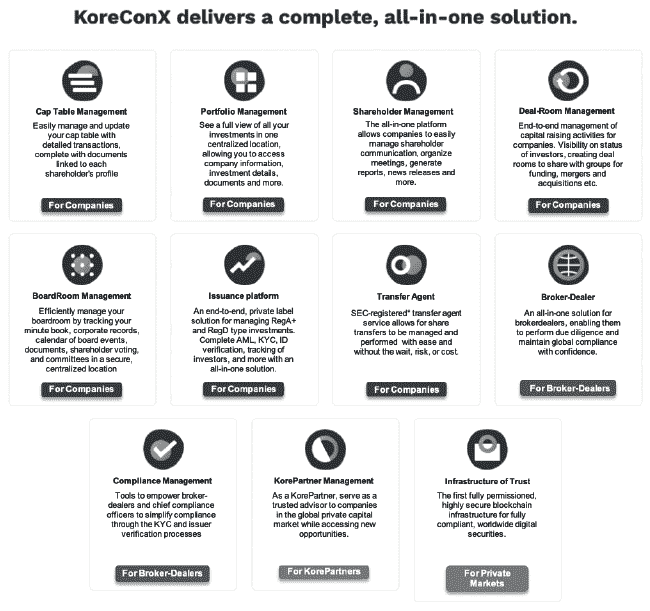 KoreConX delivers a complete, all-in-one solution.
Cap Table Management
Easily manage and update
your cap table with
detailed transactions,
complete with documents
linked to each
shareholder's profile
For Companies
Portfolio Management
See a full view of all your
investments in one
centralized location,
allowing you to access
company information,
investment details,
documents and more.
For Companies
Shareholder Management
The all-in-one platform
allows companies to easily
manage shareholder
communication, organize
meetings, generate
reports, news releases and
more.
For Companies
Deal-Room Management
End-to-end management of
capital raising activities for
companies. Visibility on status
of investors, creating deal
rooms to share with groups for
funding, mergers and
acquisitions etc.
For Companies
BoardRoom Management
Efficiently manage your
boardroom by tracking your
minute book, corporate records,
calendar of board events,
documents, shareholder voting,
and committees in a secure,
centralized location
For Companies
Issuance platform
An end-to-end, private label
solution for managing RegA+
and RegD type investments.
Complete AML, KYC, ID
verification, tracking of
investors, and more with an
all-in-one solution.
For Companies
Transfer Agent
SEC-registered* transfer agent
service allows for share
transfers to be managed and
performed with ease and
without the wait, risk, or cost.
For Companies
Broker-Dealer
An all-in-one solution for
brokerdealers, enabling them
to perform due diligence and
maintain global compliance
with confidence.
For Broker-Dealers
Compliance Management
Tools to empower broker-
dealers and chief compliance
officers to simplify compliance
through the KYC and issuer
verification processes
For Broker-Dealers
KorePartner Management
As a KorePartner, serve as a
trusted advisor to companies
in the global private capital
market while accessing new
opportunities.
For KorePartners
Infrastructure of Trust
The first fully permissioned,
highly secure blockchain
infrastructure for fully
compliant, worldwide digital
securities.
For Private
Markets